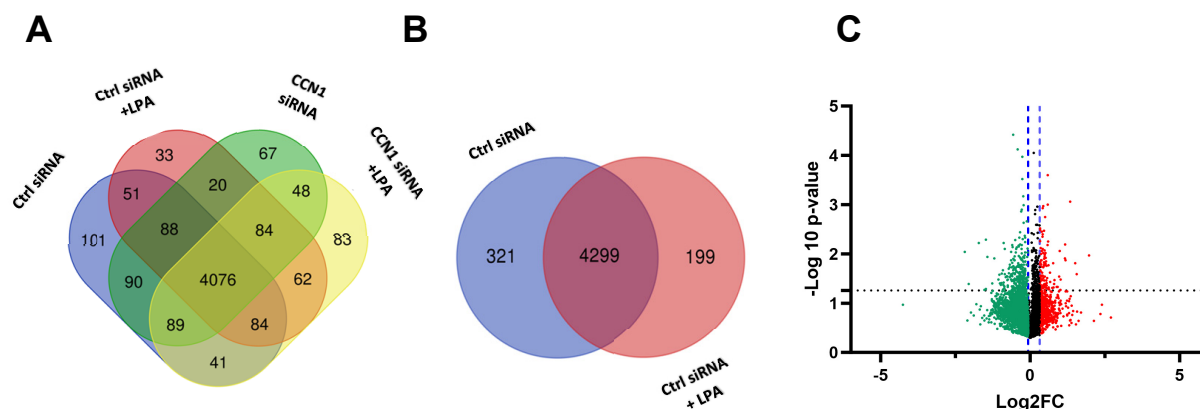 A
Ctrl siRNA
+LPA
CCN1
siRNA
Ctrl siRNA
CCN1 siRNA
+LPA
33
67
51
20
48
101
88
84
83
90
4076
62
89
84
41
B
Ctrl siRNA
321
4299
199
Ctrl siRNA
+ LPA
C
-Log 10 p-value
5
4
3
2
1
0
-5
0
5
Log2FC